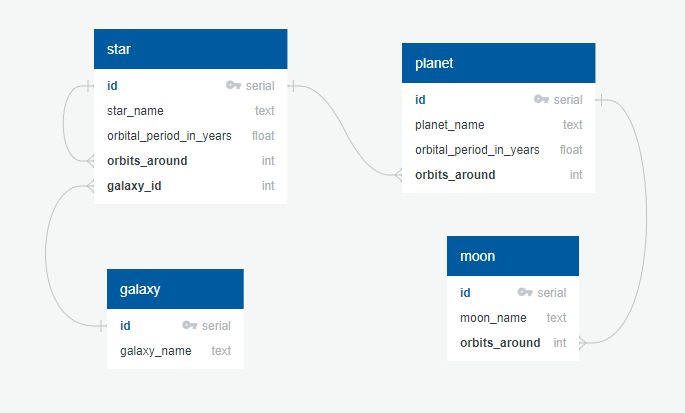 star
id serial
star_name text
orbital_period_in_years float
orbits_around int
galaxy_id int
planet
id serial
planet_name text
orbital_period_in_years float
orbits_around int
galaxy
id serial
galaxy_name text
moon
id serial
moon_name text
orbits_around int